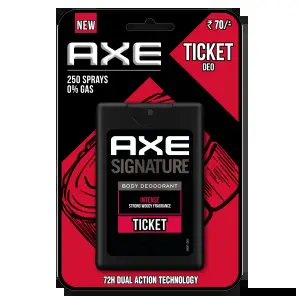 NEW
₹ 70/-
AXE
TICKET
DEO
250 SPRAYS
0% GAS
AXE
SIGNATURE
BODY DEODORANT
INTENSE
STRONG WOODY FRAGRANCE
TICKET
72H DUAL ACTION TECHNOLOGY